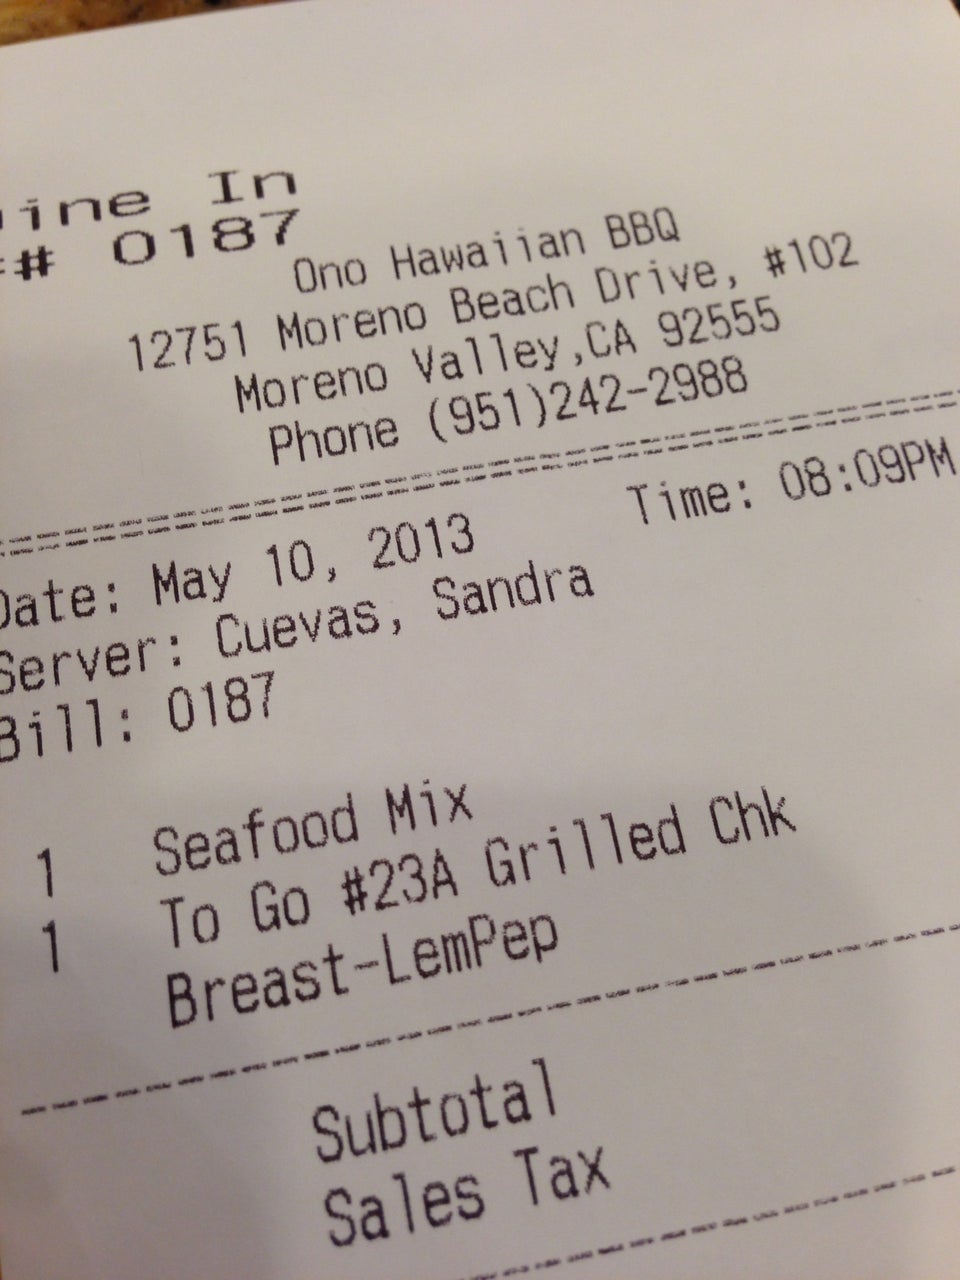 Dine In
## 0187
Ono Hawaiian BBQ
12751 Moreno Beach Drive, #102
Moreno Valley,CA 92555
Phone (951)242-2988
Date: May 10, 2013 Time: 08:09PM
Server: Cuevas, Sandra
Bill: 0187
1 Seafood Mix
1 To Go #23A Grilled Chk
Breast-LemPep
Subtotal
Sales Tax